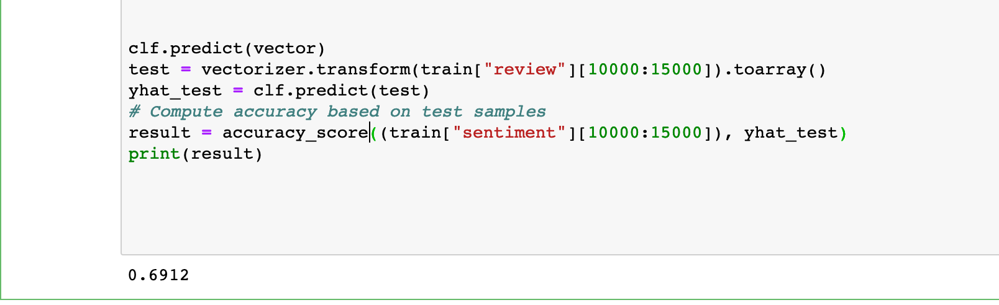 clf.predict(vector)
test = vectorizer.transform(train["review"][10000:15000]).toarray()
yhat_test = clf.predict(test)
# Compute accuracy based on test samples
result = accuracy_score((train["sentiment"][10000:15000]), yhat_test)
print(result)
0.6912